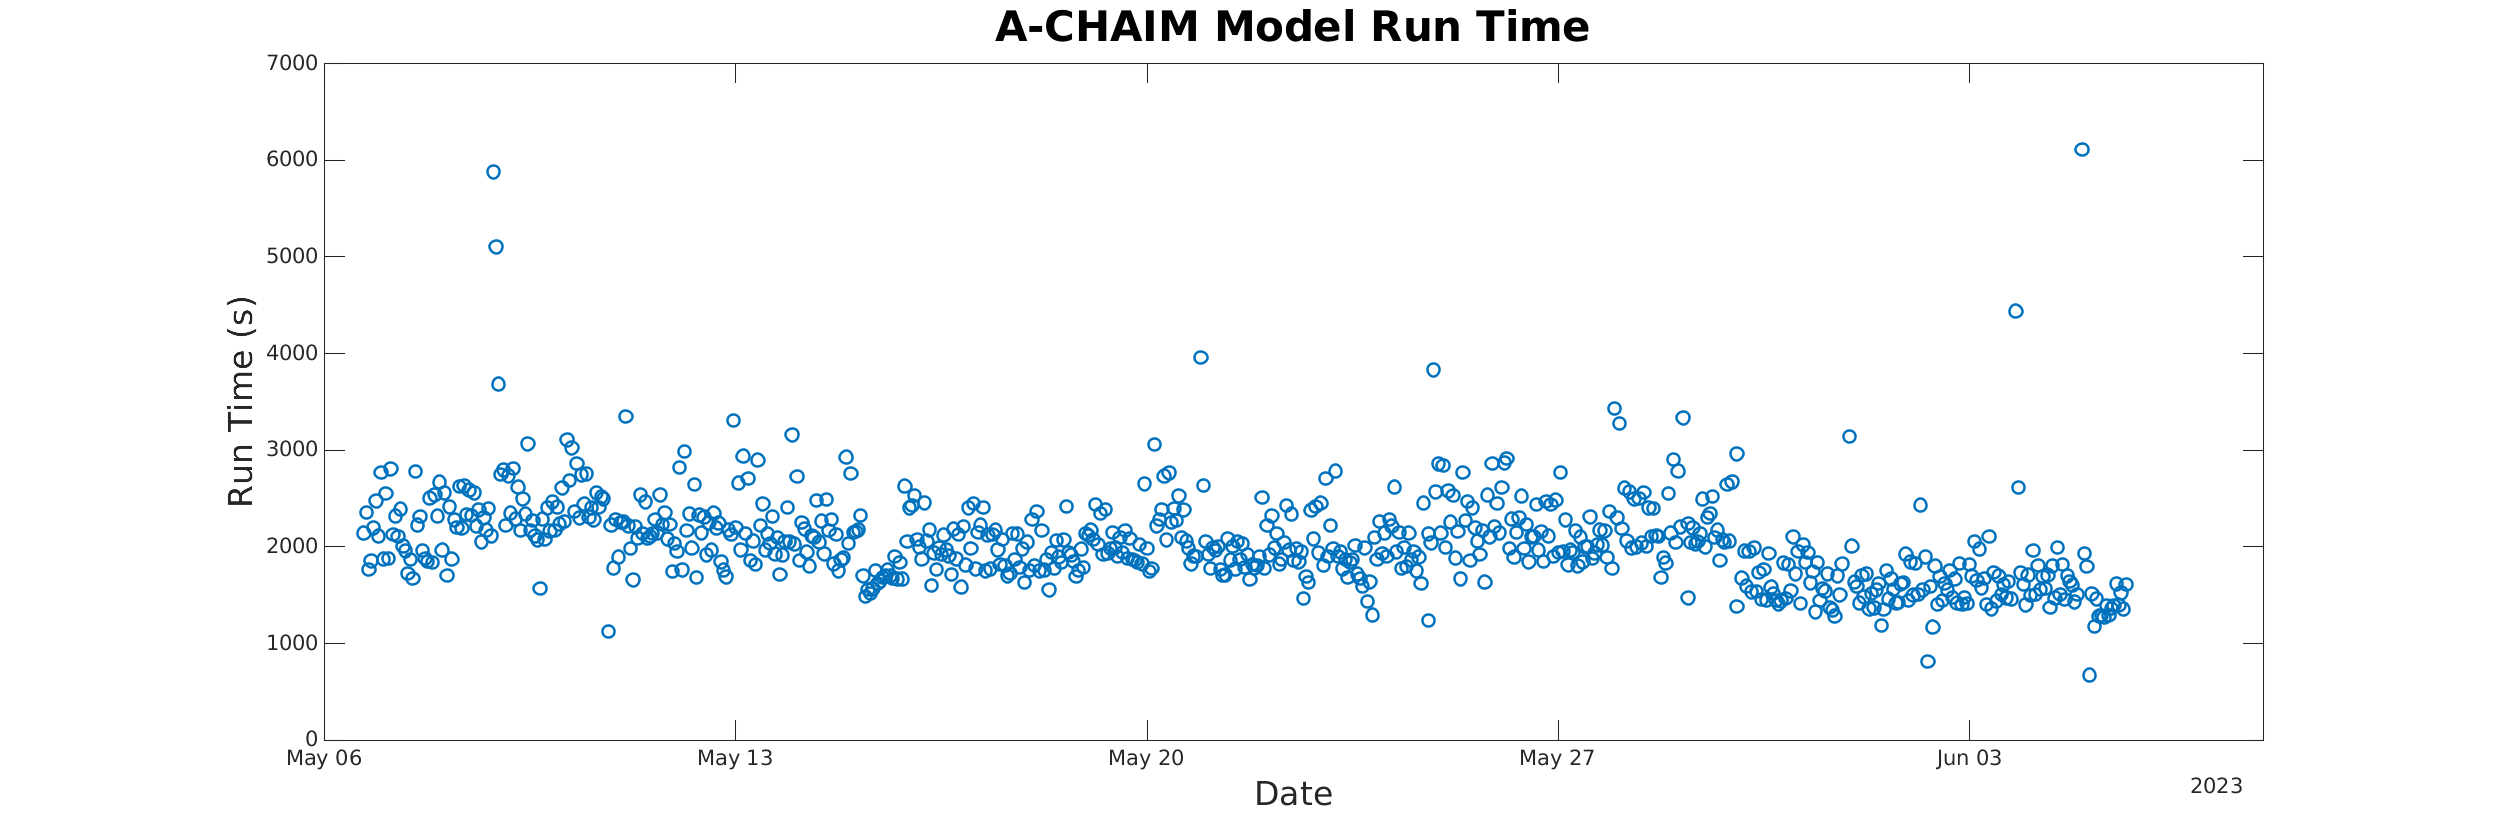 A-CHAIM Model Run Time
7000
6000
5000
4000
3000
2000
1000
0
Run Time (s)
May 06
May 13
May 20
May 27
Jun 03
2023
Date